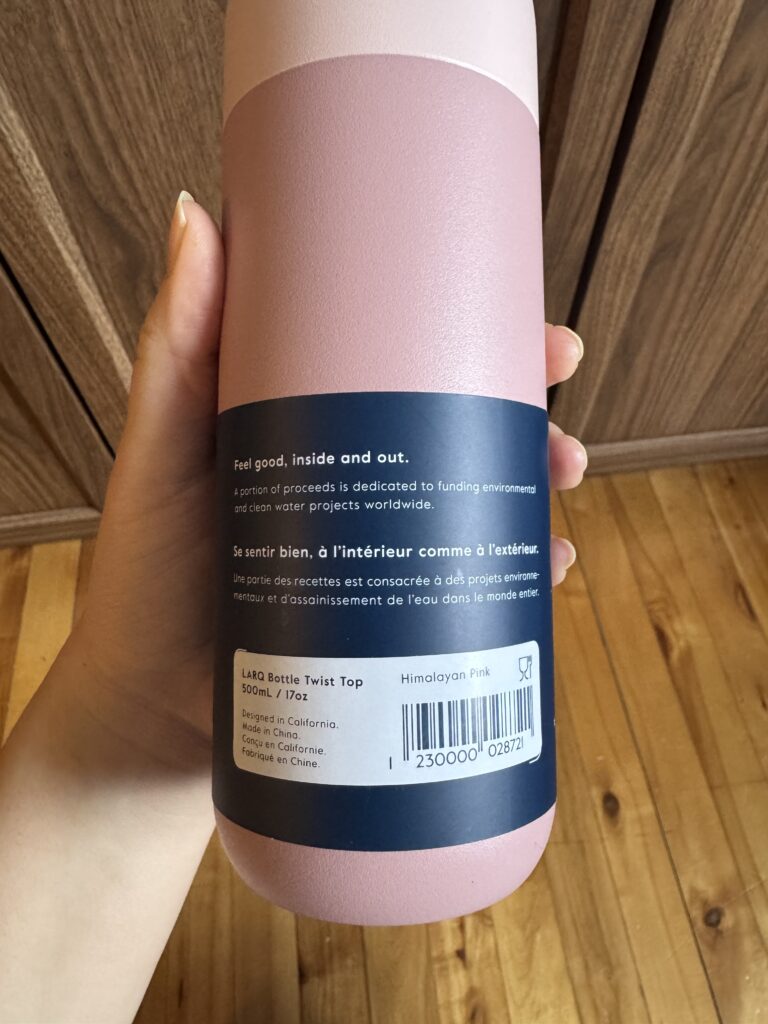 Feel good, inside and out.
A portion of proceeds is dedicated to funding environmental
and clean water projects worldwide.
Se sentir bien, à l'intérieur comme à l'extérieur.
Une partie des recettes est consacrée à des projets environne-
mentaux et d'assainissement de l'eau dans le monde entier.
LARQ Bottle Twist Top
500mL / 17oz
Designed in California.
Made in China.
Conçu en Californie.
Fabriqué en Chine.
Himalayan Pink
1 230000 028721